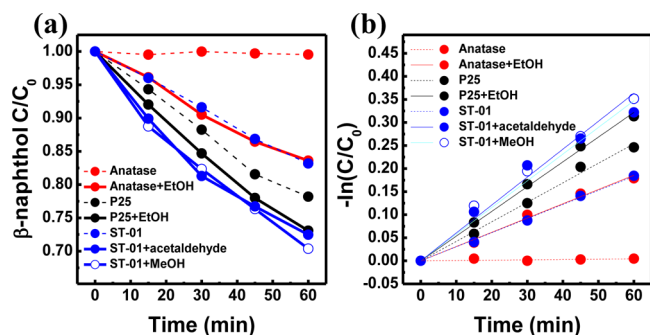 (a)
β-naphthol C/C0
1.00
0.95
0.90
0.85
0.80
0.75
0.70
Anatase
Anatase+EtOH
P25
P25+EtOH
ST-01
ST-01+acetaldehyde
ST-01+MeOH
0 10 20 30 40 50 60
Time (min)
(b)
-ln(C/C0)
0.45
0.40
0.35
0.30
0.25
0.20
0.15
0.10
0.05
0.00
-0.05
Anatase
Anatase+EtOH
P25
P25+EtOH
ST-01
ST-01+acetaldehyde
ST-01+MeOH
0 10 20 30 40 50 60
Time (min)